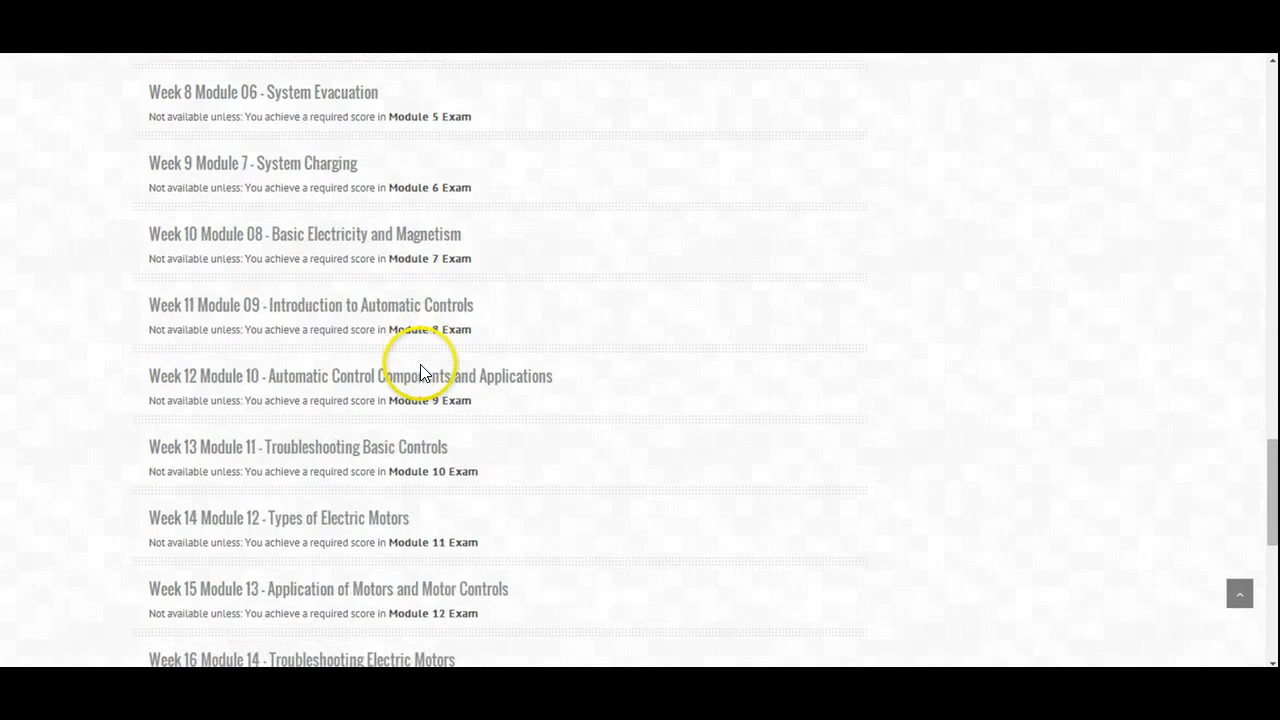 Week 8 Module 06 - System Evacuation
Not available unless: You achieve a required score in Module 5 Exam
Week 9 Module 7 - System Charging
Not available unless: You achieve a required score in Module 6 Exam
Week 10 Module 08 - Basic Electricity and Magnetism
Not available unless: You achieve a required score in Module 7 Exam
Week 11 Module 09 - Introduction to Automatic Controls
Not available unless: You achieve a required score in Module 8 Exam
Week 12 Module 10 - Automatic Control Components and Applications
Not available unless: You achieve a required score in Module 9 Exam
Week 13 Module 11 - Troubleshooting Basic Controls
Not available unless: You achieve a required score in Module 10 Exam
Week 14 Module 12 - Types of Electric Motors
Not available unless: You achieve a required score in Module 11 Exam
Week 15 Module 13 - Application of Motors and Motor Controls
Not available unless: You achieve a required score in Module 12 Exam
Week 16 Module 14 - Troubleshooting Electric Motors